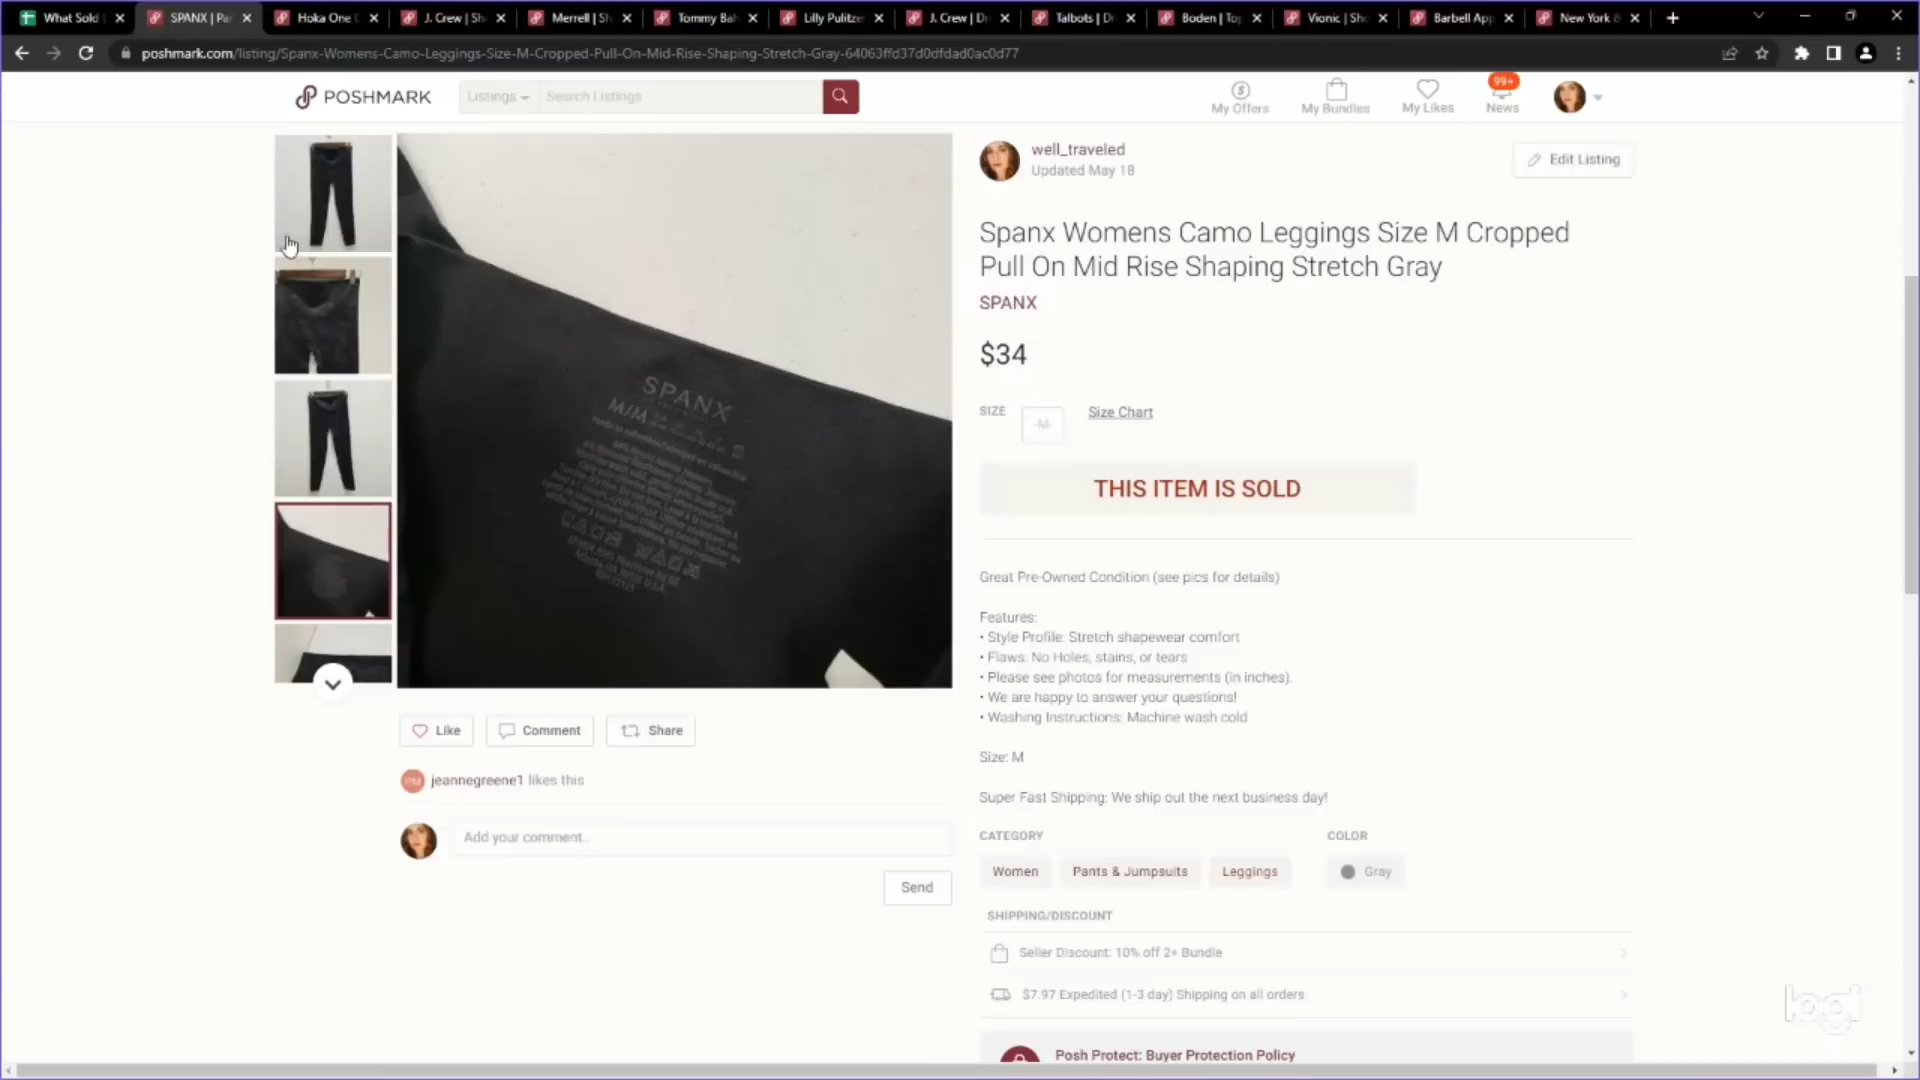 What Sold
SPANX | Par
Hoka One O
J. Crew | Sh
Merrell | Sh
Tommy Bah
Lilly Pulitze
J. Crew | Dr
Talbots | Dr
Boden | Top
Vionic | Sho
Barbell App
New York &
poshmark.com/listing/Spanx-Womens-Camo-Leggings-Size-M-Cropped-Pull-On-Mid-Rise-Shaping-Stretch-Gray-64063ffd37d0dfdad0ac0d77
POSHMARK
Listings
Search Listings
My Offers
My Bundles
My Likes
99+
News
well_traveled
Updated May 18
Edit Listing
Spanx Womens Camo Leggings Size M Cropped
Pull On Mid Rise Shaping Stretch Gray
SPANX
$34
SIZE
M
Size Chart
THIS ITEM IS SOLD
SPANX
M/M
Great Pre-Owned Condition (see pics for details)
Features:
• Style Profile: Stretch shapewear comfort
• Flaws: No Holes, stains, or tears
• Please see photos for measurements (in inches).
• We are happy to answer your questions!
• Washing Instructions: Machine wash cold
Size: M
Super Fast Shipping: We ship out the next business day!
Like
Comment
Share
PM
jeannegreene1 likes this
Add your comment..
Send
CATEGORY
COLOR
Women
Pants & Jumpsuits
Leggings
Gray
SHIPPING/DISCOUNT
Seller Discount: 10% off 2+ Bundle
$7.97 Expedited (1-3 day) Shipping on all orders
Posh Protect: Buyer Protection Policy
logi